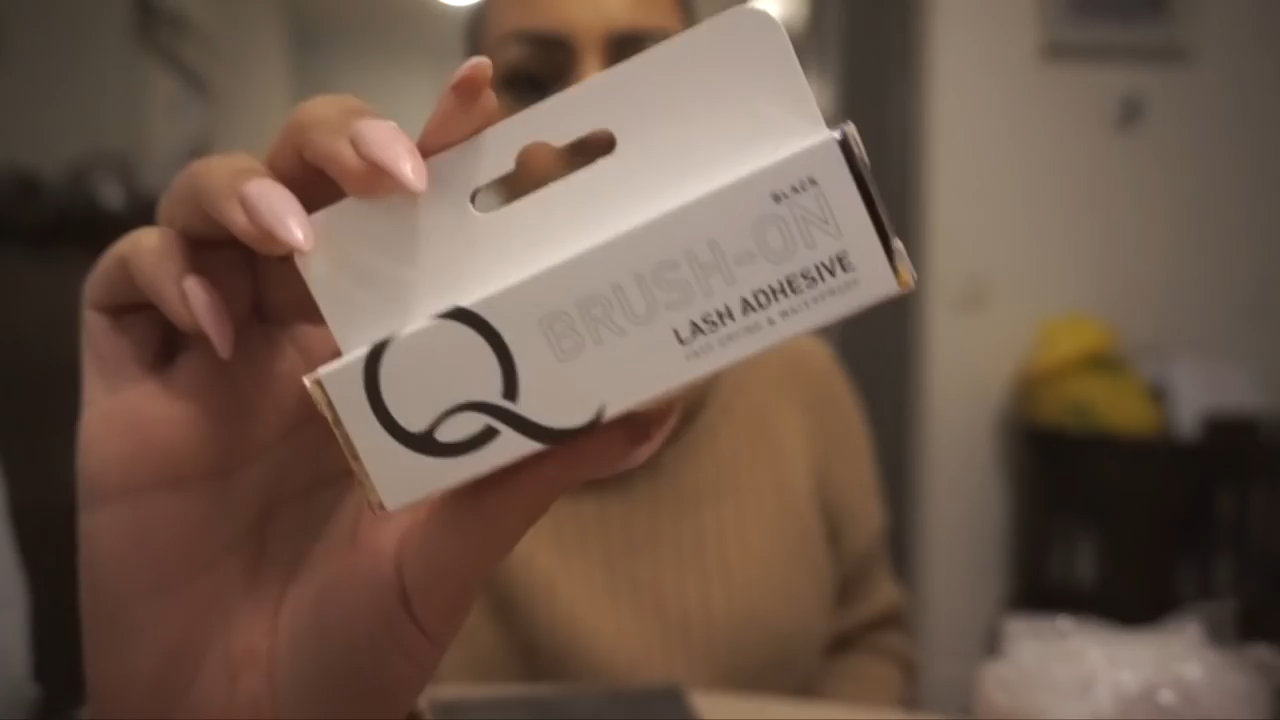 BLACK
BRUSH-ON
LASH ADHESIVE
FAST DRYING & WATERPROOF
Q